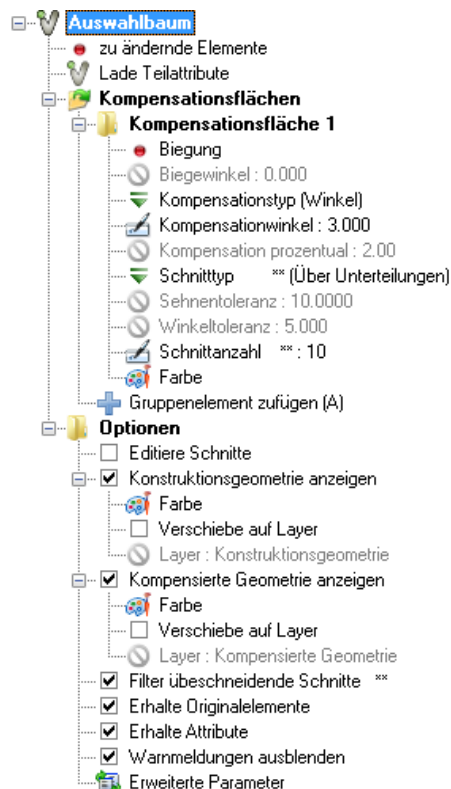 Auswahlbaum
zu ändernde Elemente
Lade Teilattribute
Kompensationsflächen
Kompensationsfläche 1
Biegung
Biegewinkel : 0.000
Kompensationstyp (Winkel)
Kompensationwinkel : 3.000
Kompensation prozentual : 2.00
Schnitttyp ** (Über Unterteilungen)
Sehnentoleranz : 10.0000
Winkeltoleranz : 5.000
Schnittanzahl ** : 10
Farbe
Gruppenelement zufügen (A)
Optionen
Editiere Schnitte
Konstruktionsgeometrie anzeigen
Farbe
Verschiebe auf Layer
Layer : Konstruktionsgeometrie
Kompensierte Geometrie anzeigen
Farbe
Verschiebe auf Layer
Layer : Kompensierte Geometrie
Filter übeschneidende Schnitte **
Erhalte Originalelemente
Erhalte Attribute
Warnmeldungen ausblenden
Erweiterte Parameter